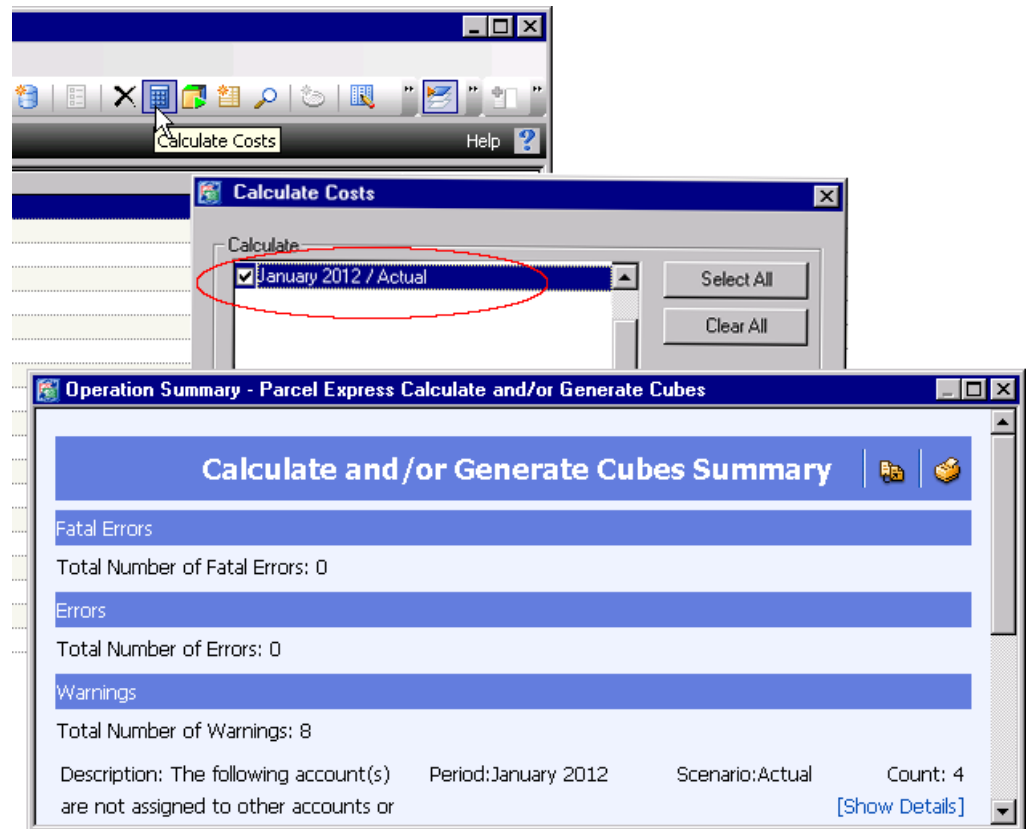 Calculate Costs
Help
Calculate Costs
Calculate
January 2012 / Actual
Select All
Clear All
Operation Summary - Parcel Express Calculate and/or Generate Cubes
Calculate and/or Generate Cubes Summary
Fatal Errors
Total Number of Fatal Errors: 0
Errors
Total Number of Errors: 0
Warnings
Total Number of Warnings: 8
Description: The following account(s) Period:January 2012 Scenario:Actual Count: 4
are not assigned to other accounts or [Show Details]